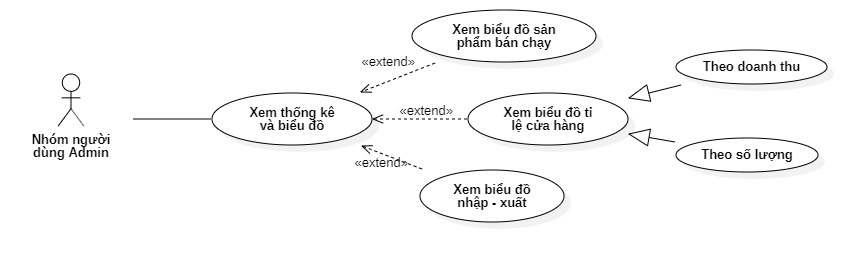 Xem biểu đồ sản
phẩm bán chạy
«extend»
Theo doanh thu
Xem thống kê
và biểu đồ
«extend»
Xem biểu đồ tỉ
lệ cửa hàng
Nhóm người
dùng Admin
Theo số lượng
«extend»
Xem biểu đồ
nhập - xuất